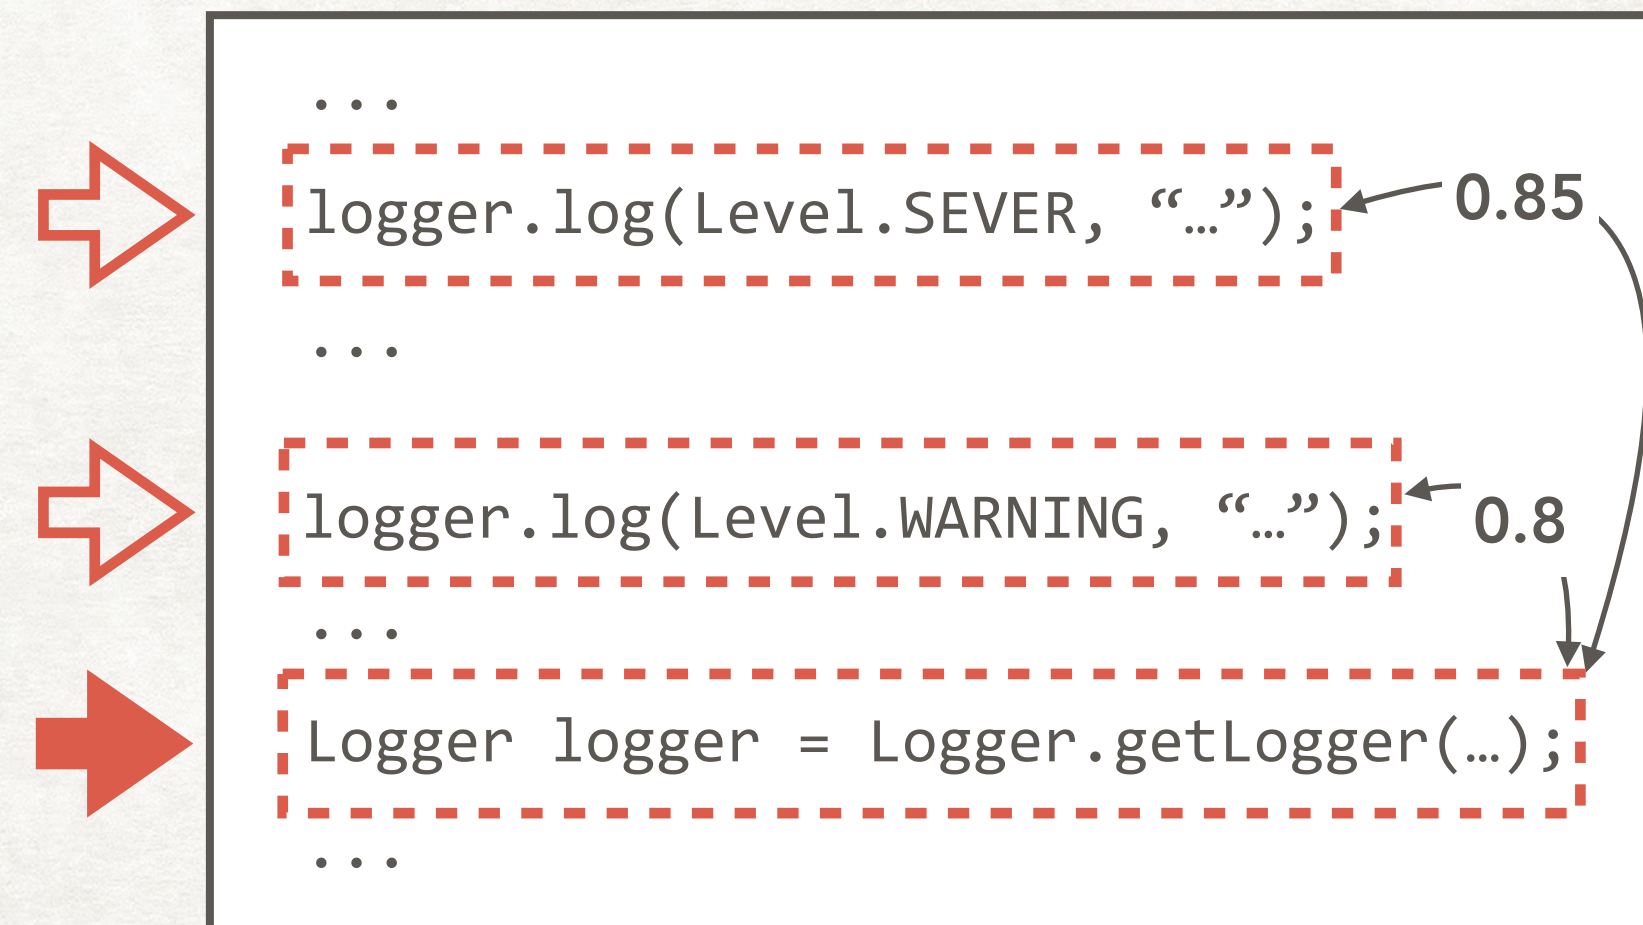 ...
logger.log(Level.SEVER, “…”);
0.85
...
logger.log(Level.WARNING, “…”);
0.8
...
Logger logger = Logger.getLogger(…);
...